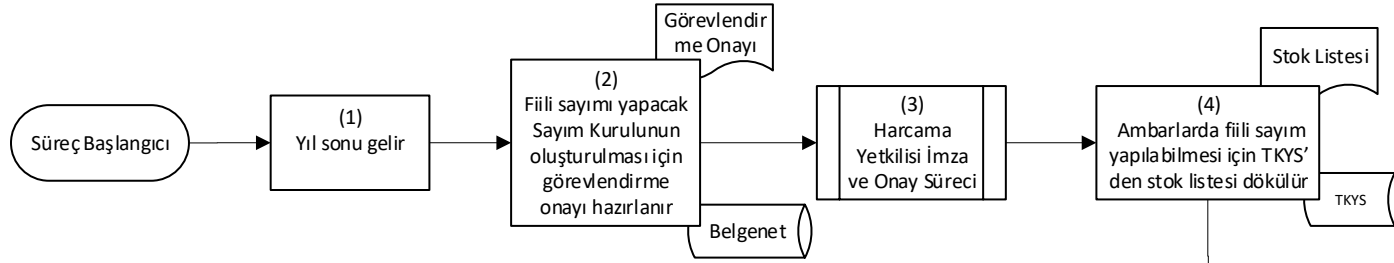 Süreç Başlangıcı
(1)
Yıl sonu gelir
Görevlendir
me Onayı
(2)
Fiili sayımı yapacak
Sayım Kurulunun
oluşturulması için
görevlendirme
onayı hazırlanır
Belgenet
(3)
Harcama
Yetkilisi İmza
ve Onay Süreci
Stok Listesi
(4)
Ambarlarda fiili sayım
yapılabilmesi için TKYS’
den stok listesi dökülür
TKYS